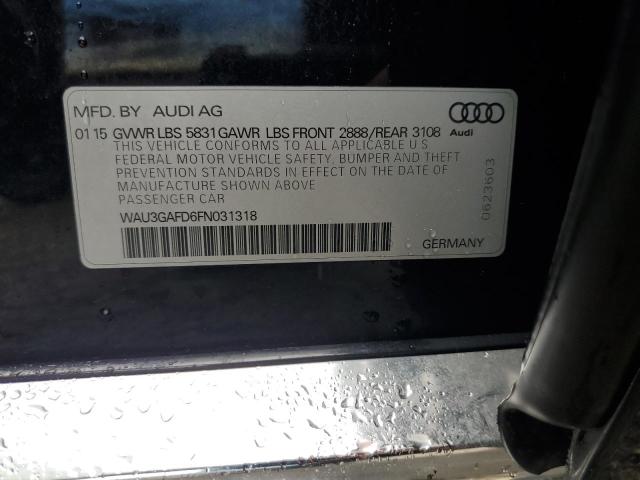 MFD. BY AUDI AG
01 15 GVWR LBS 5831 GAWR LBS FRONT 2888/REAR 3108
Audi
THIS VEHICLE CONFORMS TO ALL APPLICABLE U S
FEDERAL MOTOR VEHICLE SAFETY, BUMPER AND THEFT
PREVENTION STANDARDS IN EFFECT ON THE DATE OF
MANUFACTURE SHOWN ABOVE
PASSENGER CAR
WAU3GAFD6FN031318
GERMANY
0623603